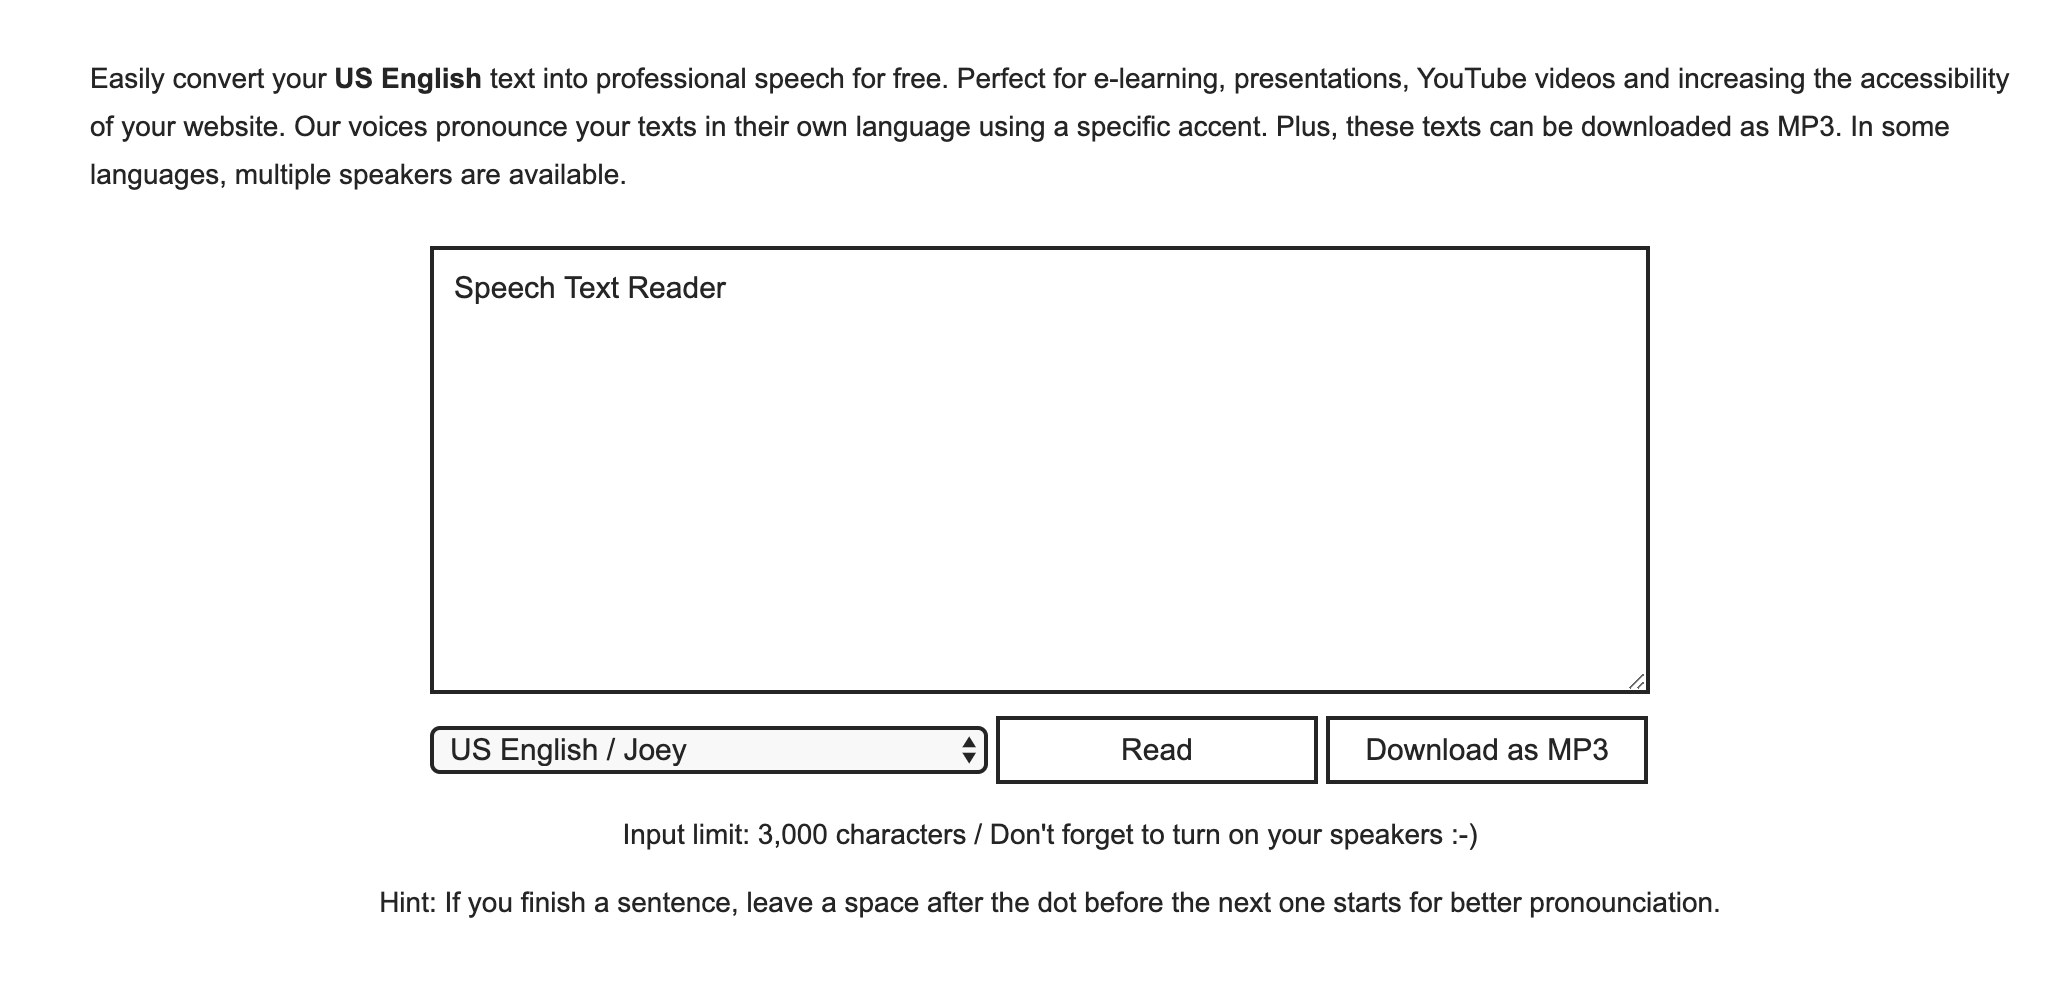 Easily convert your US English text into professional speech for free. Perfect for e-learning, presentations, YouTube videos and increasing the accessibility
of your website. Our voices pronounce your texts in their own language using a specific accent. Plus, these texts can be downloaded as MP3. In some
languages, multiple speakers are available.
Speech Text Reader
US English / Joey
Read
Download as MP3
Input limit: 3,000 characters / Don't forget to turn on your speakers :-)
Hint: If you finish a sentence, leave a space after the dot before the next one starts for better pronounciation.